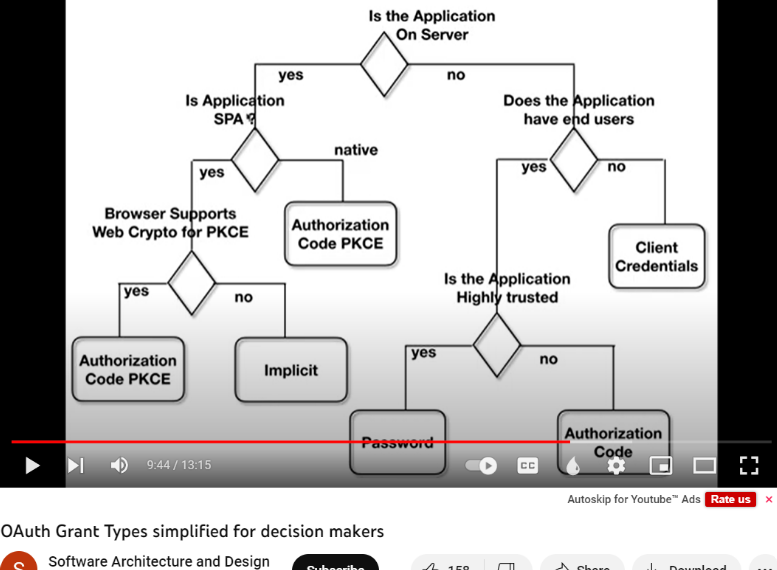 Is the Application
On Server
yes
no
Is Application
SPA ?
Does the Application
have end users
native
yes
yes
no
Authorization
Code PKCE
Browser Supports
Web Crypto for PKCE
Client
Credentials
Is the Application
Highly trusted
yes
no
Authorization
Code PKCE
Implicit
yes
no
Password
Authorization
Code
9:44 / 13:15
CC
Autoskip for Youtube™ Ads
Rate us
×
OAuth Grant Types simplified for decision makers
S
Software Architecture and Design
Subscribe
158
Share
Download